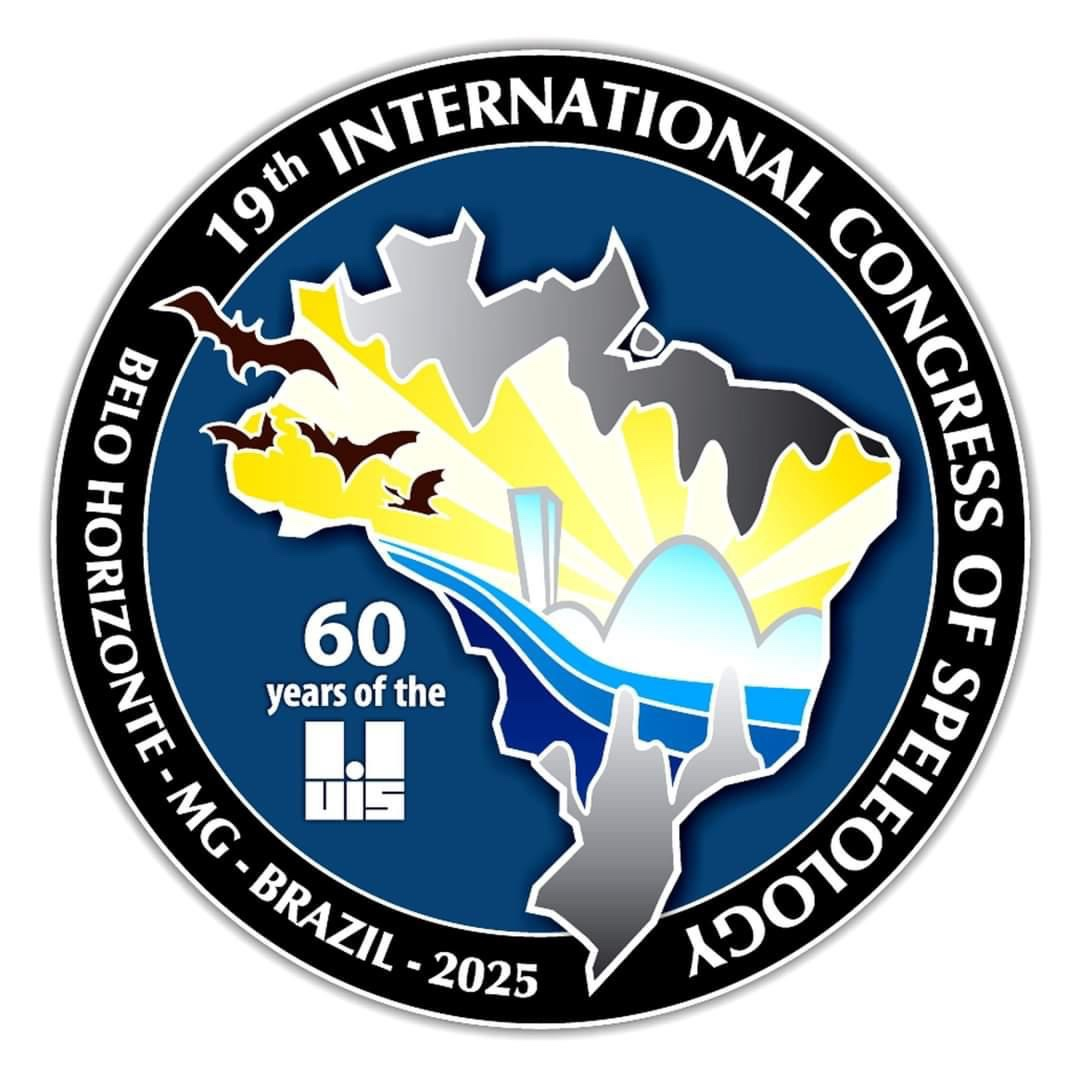 19th INTERNATIONAL CONGRESS OF SPELEOLOGY
BELO HORIZONTE - MG - BRAZIL - 2025
60
years of the
UIS